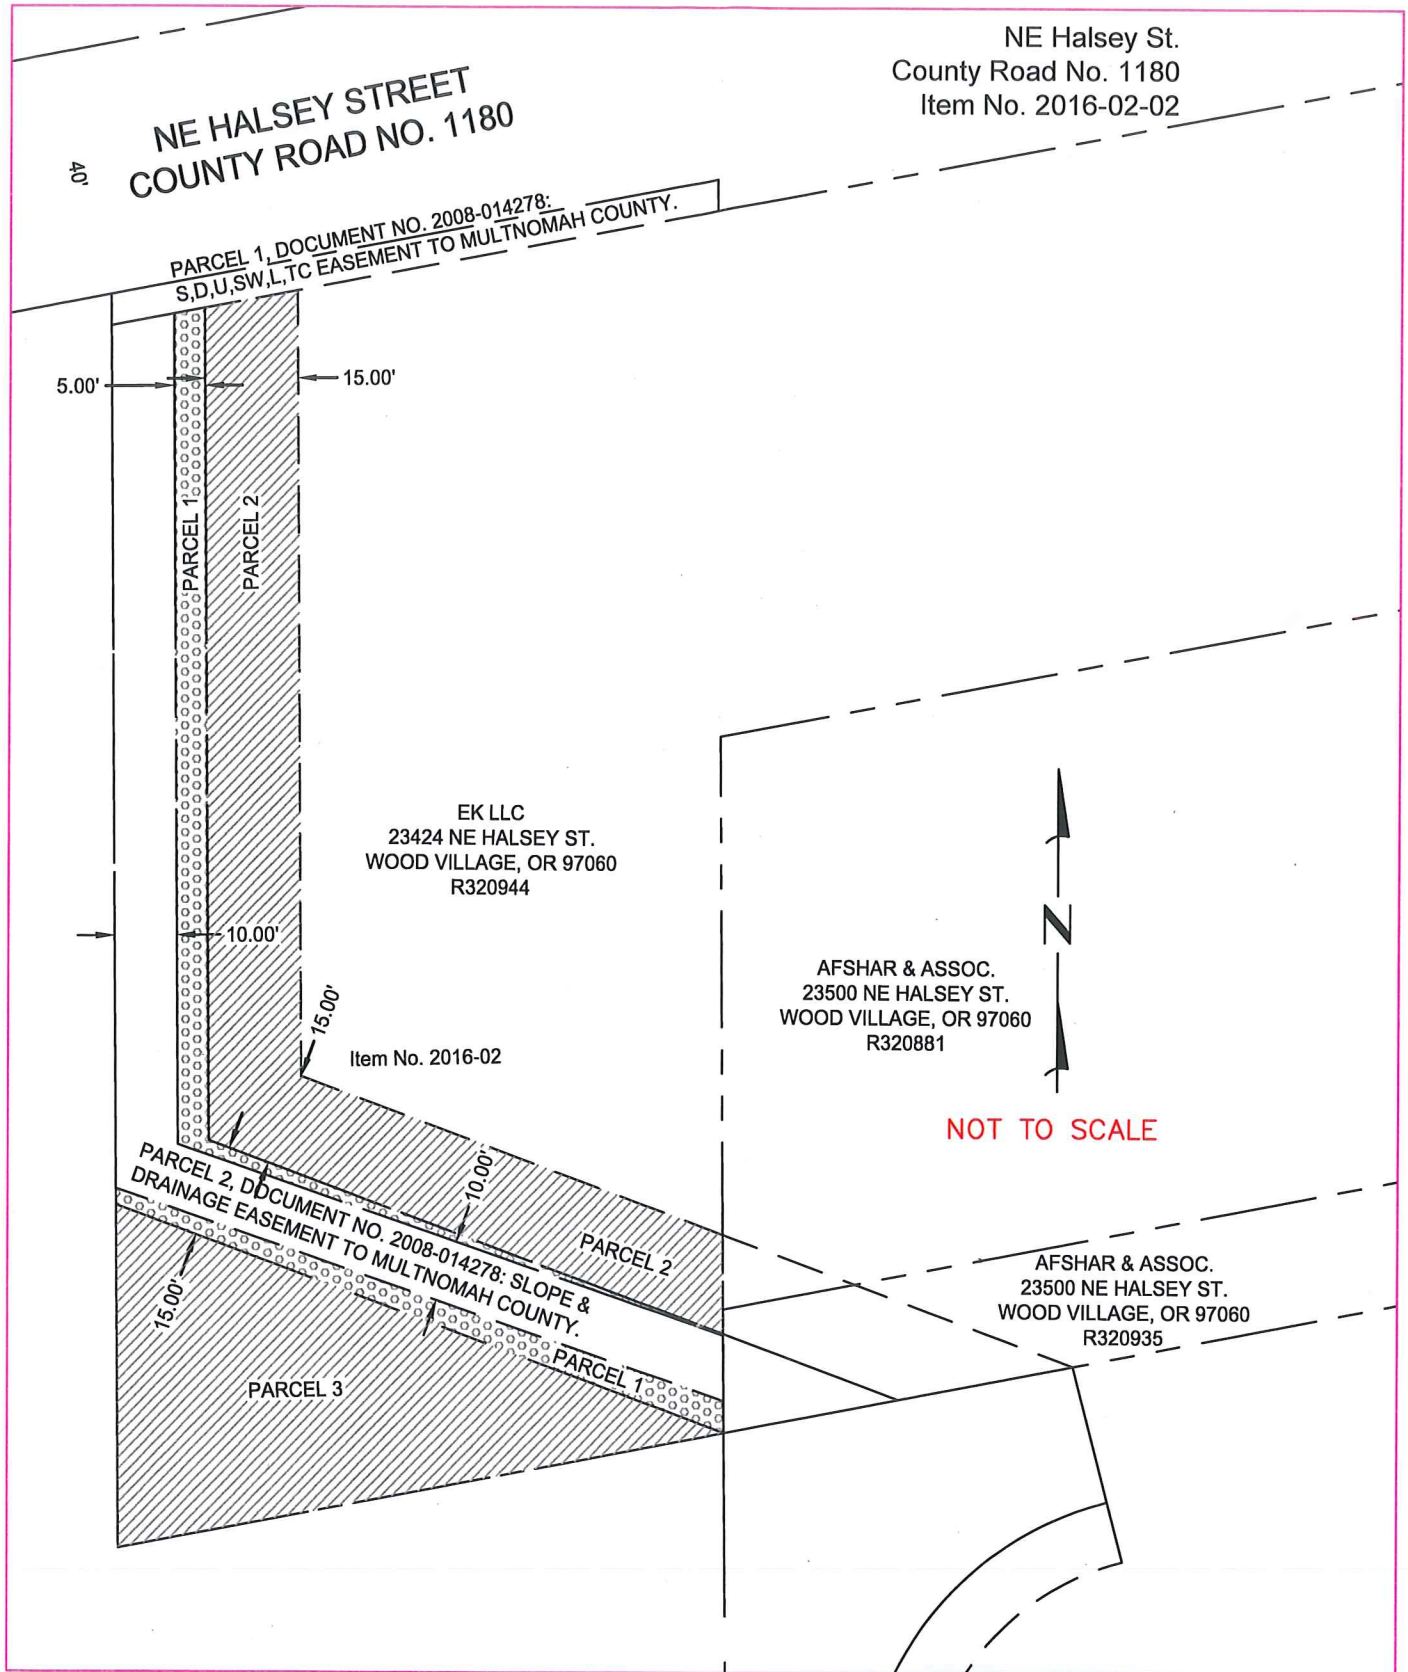 NE Halsey St.
County Road No. 1180
Item No. 2016-02-02
NE HALSEY STREET
COUNTY ROAD NO. 1180
40'
PARCEL 1, DOCUMENT NO. 2008-014278:
S,D,U,SW,L,TC EASEMENT TO MULTNOMAH COUNTY.
5.00'
15.00'
PARCEL 1
PARCEL 2
EK LLC
23424 NE HALSEY ST.
WOOD VILLAGE, OR 97060
R320944
10.00'
AFSHAR & ASSOC.
23500 NE HALSEY ST.
WOOD VILLAGE, OR 97060
R320881
N
15.00'
Item No. 2016-02
NOT TO SCALE
PARCEL 2, DOCUMENT NO. 2008-014278: SLOPE &
DRAINAGE EASEMENT TO MULTNOMAH COUNTY.
10.00'
PARCEL 2
AFSHAR & ASSOC.
23500 NE HALSEY ST.
WOOD VILLAGE, OR 97060
R320935
15.00'
PARCEL 1
PARCEL 3